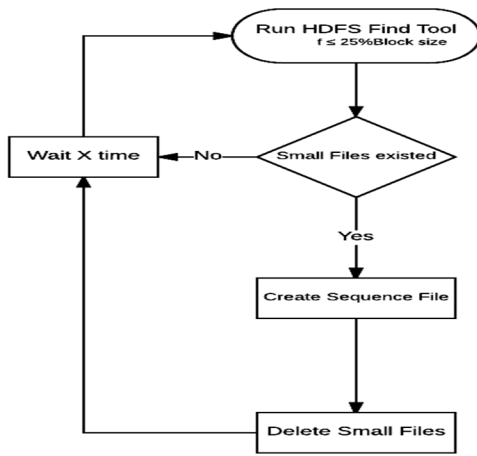 Run HDFS Find Tool
f ≤ 25%Block size
Small Files existed
No
Wait X time
Yes
Create Sequence File
Delete Small Files